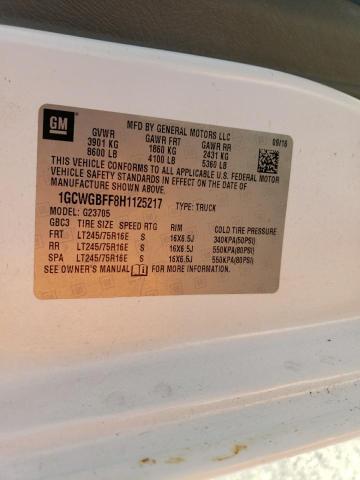 GM
MFD BY GENERAL MOTORS LLC
09/16
GVWR GAWR FRT GAWR RR
3901 KG 1860 KG 2431 KG
8600 LB 4100 LB 5360 LB
THIS VEHICLE CONFORMS TO ALL APPLICABLE U.S. FEDERAL MOTOR
VEHICLE SAFETY STANDARDS IN EFFECT ON THE DATE OF
MANUFACTURE SHOWN ABOVE.
1GCWGBFF8H1125217 TYPE: TRUCK
MODEL: G23705
GBC3 TIRE SIZE SPEED RTG RIM COLD TIRE PRESSURE
FRT LT245/75R16E S 16X6.5J 340KPA(50PSI)
RR LT245/75R16E S 16X6.5J 550KPA(80PSI)
SPA LT245/75R16E S 16X6.5J 550KPA(80PSI)
SEE OWNER'S MANUAL FOR MORE INFORMATION.